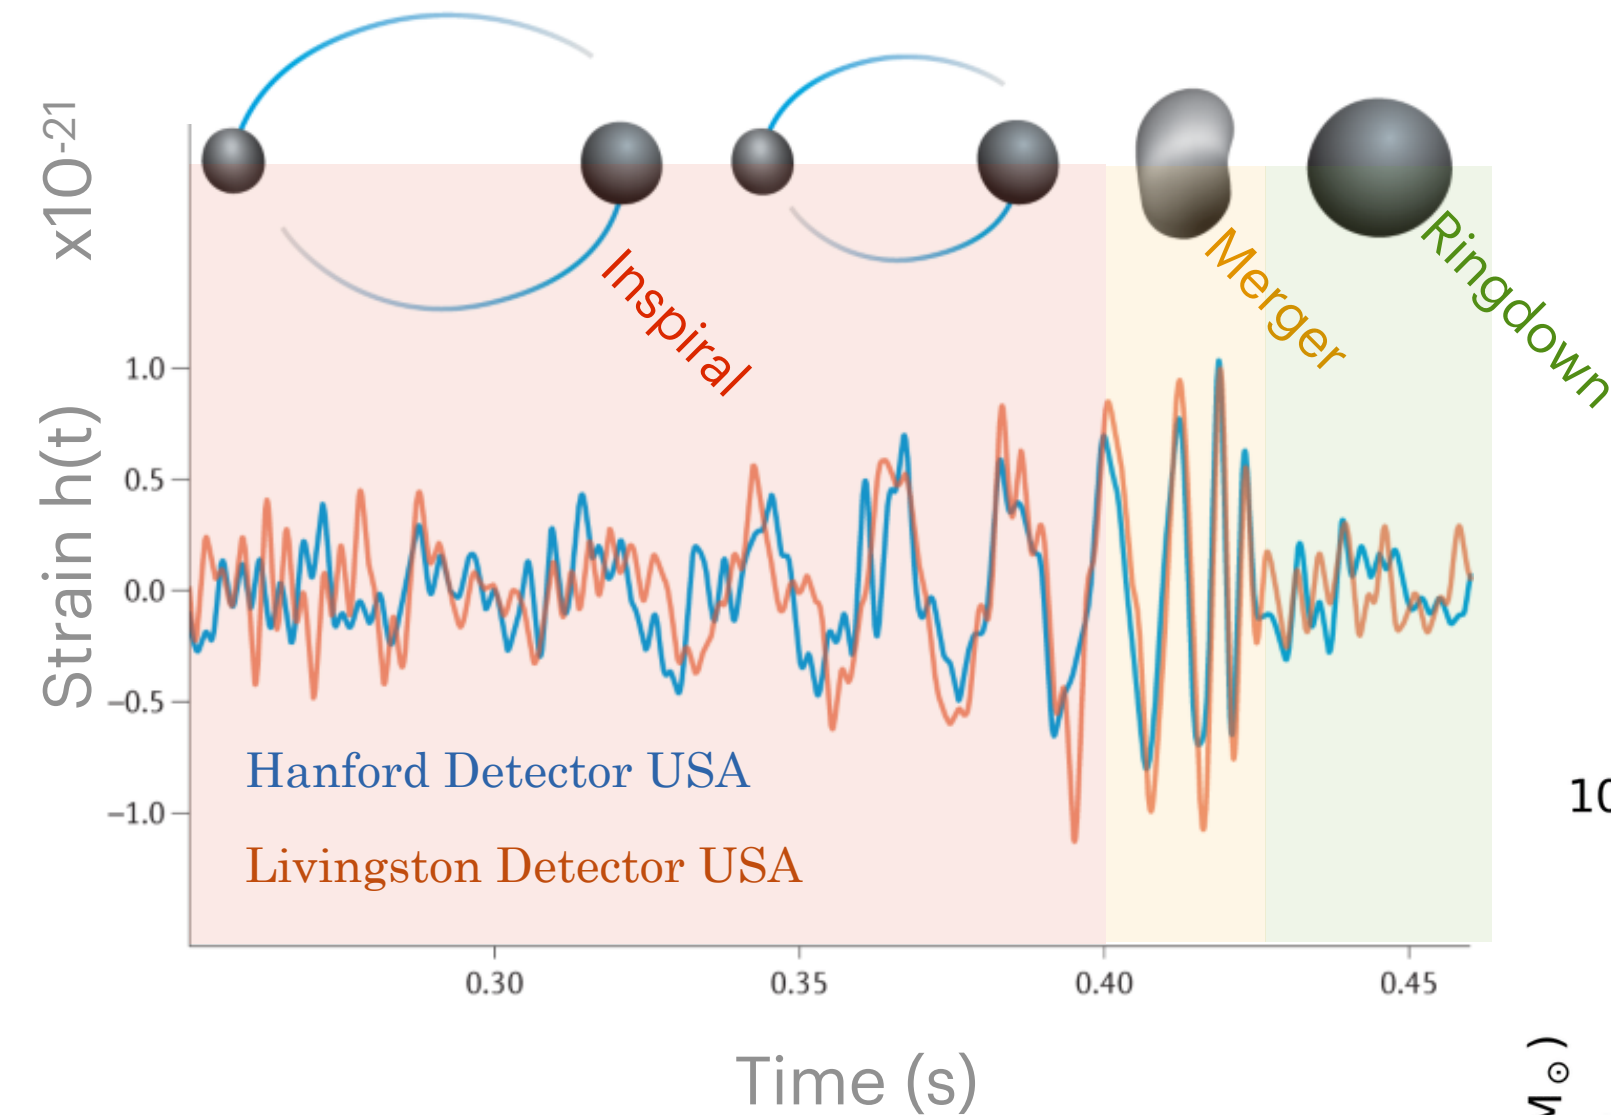 x10-21
Strain h(t)
Inspiral
Merger
Ringdown
1.0
0.5
0.0
−0.5
−1.0
Hanford Detector USA
Livingston Detector USA
0.30
0.35
0.40
0.45
Time (s)
10
M⊙)